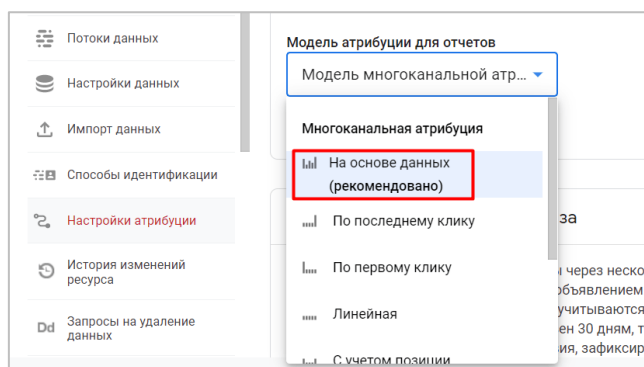 Потоки данных
Настройки данных
Импорт данных
Способы идентификации
Настройки атрибуции
История изменений
ресурса
Dd
Запросы на удаление
данных
Модель атрибуции для отчетов
Модель многоканальной атр...
Многоканальная атрибуция
На основе данных
(рекомендовано)
По последнему клику
По первому клику
Линейная
С учетом позиции
за
через неско
объявлением
учитываются
ен 30 дням, т
ия, зафиксир